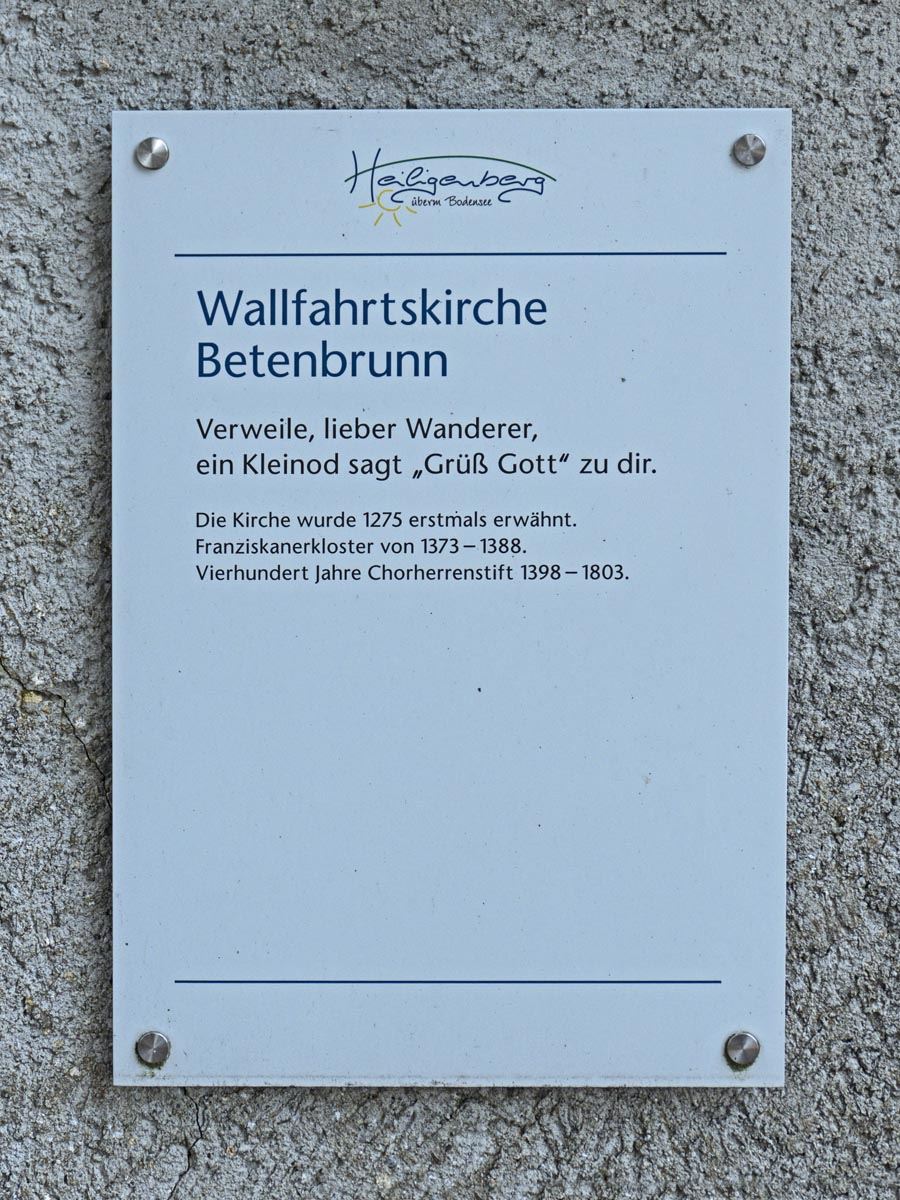 Heiligenberg
überm Bodensee
Wallfahrtskirche
Betenbrunn
Verweile, lieber Wanderer,
ein Kleinod sagt „Grüß Gott“ zu dir.
Die Kirche wurde 1275 erstmals erwähnt.
Franziskanerkloster von 1373 – 1388.
Vierhundert Jahre Chorherrenstift 1398 – 1803.